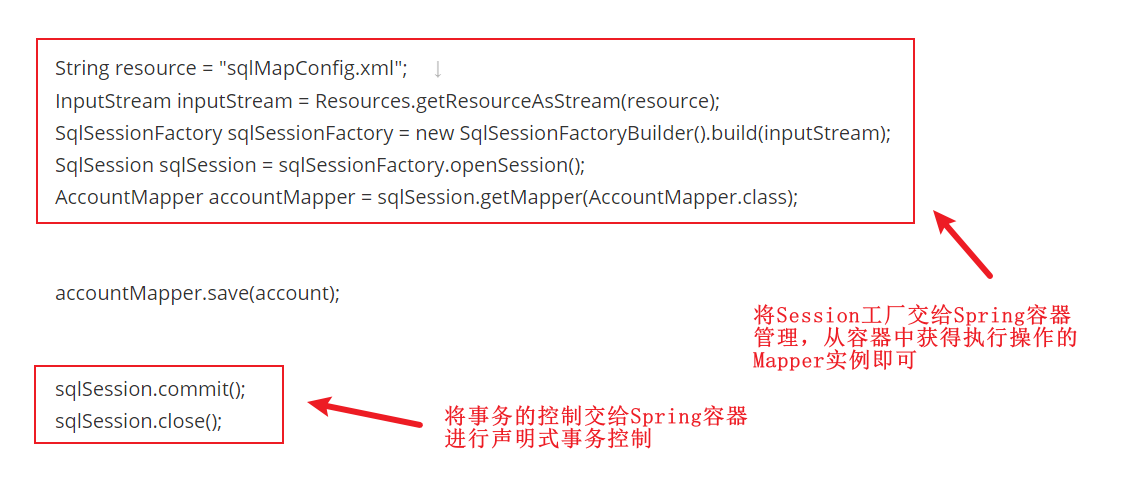 String resource = "sqlMapConfig.xml"; ↓
InputStream inputStream = Resources.getResourceAsStream(resource);
SqlSessionFactory sqlSessionFactory = new SqlSessionFactoryBuilder().build(inputStream);
SqlSession sqlSession = sqlSessionFactory.openSession();
AccountMapper accountMapper = sqlSession.getMapper(AccountMapper.class);
accountMapper.save(account);
将Session工厂交给Spring容器
管理，从容器中获得执行操作的
Mapper实例即可
sqlSession.commit();
sqlSession.close();
将事务的控制交给Spring容器
进行声明式事务控制